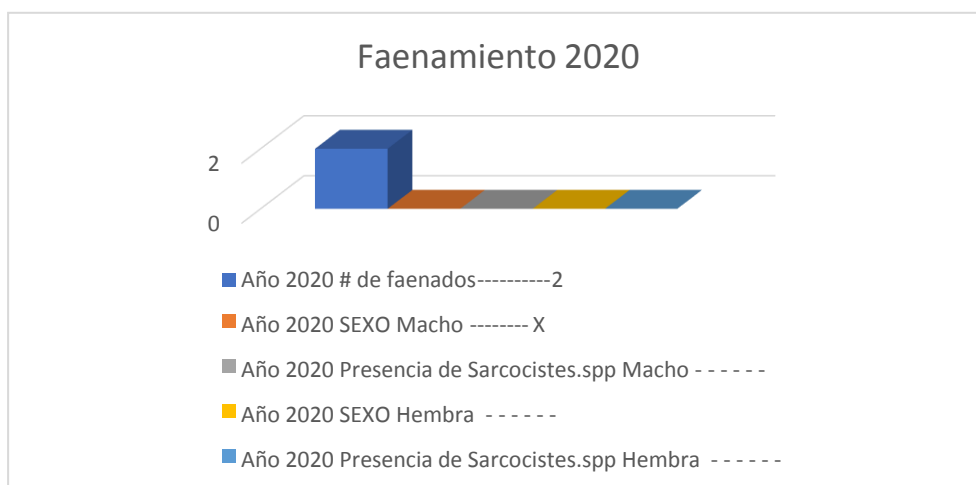 Faenamiento 2020
2
0
Año 2020 # de faenados----------2
Año 2020 SEXO Macho -------- X
Año 2020 Presencia de Sarcocistes.spp Macho - - - - - -
Año 2020 SEXO Hembra - - - - - -
Año 2020 Presencia de Sarcocistes.spp Hembra - - - - - -